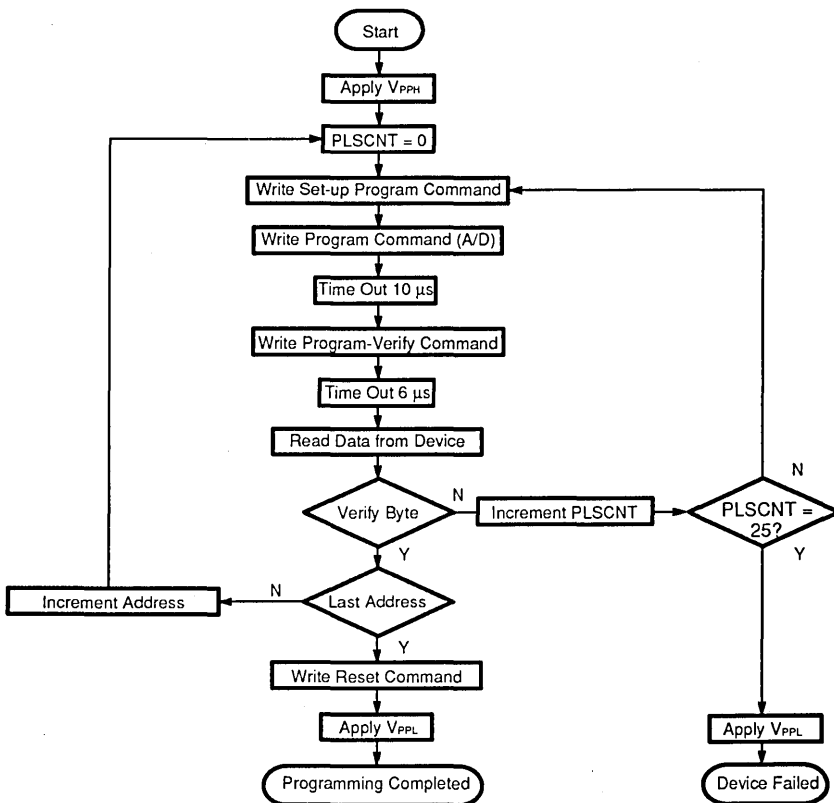 Start
Apply VPPH
PLSCNT = 0
Write Set-up Program Command
Write Program Command (A/D)
Time Out 10 µs
Write Program-Verify Command
Time Out 6 µs
Read Data from Device
Verify Byte
N
Increment PLSCNT
PLSCNT =
25?
N
Y
Y
Last Address
N
Increment Address
Y
Write Reset Command
Apply VPPL
Programming Completed
Apply VPPL
Device Failed